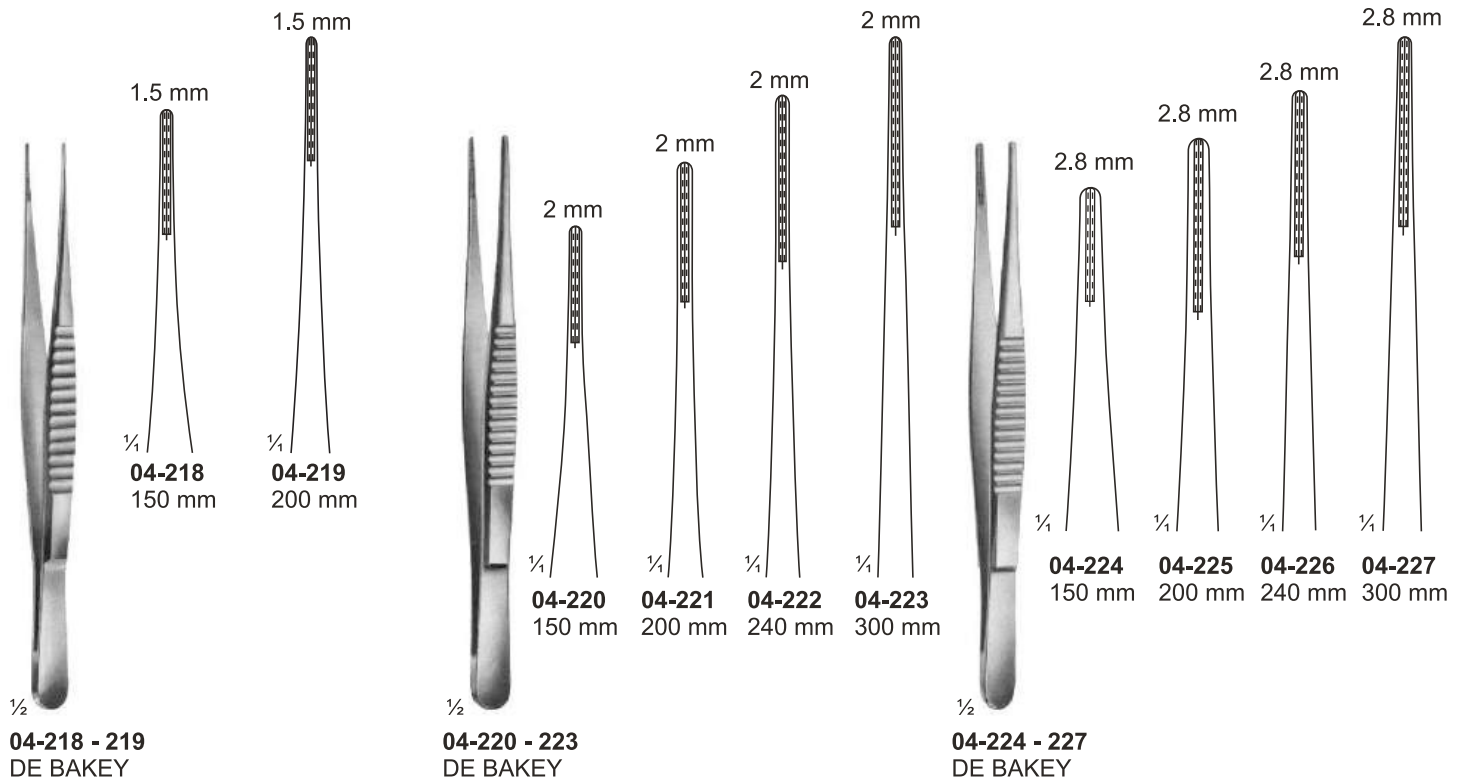 1.5 mm
1.5 mm
⅟₁
04-218
150 mm
⅟₁
04-219
200 mm
½
04-218 - 219
DE BAKEY
2 mm
2 mm
2 mm
2 mm
⅟₁
04-220
150 mm
⅟₁
04-221
200 mm
⅟₁
04-222
240 mm
⅟₁
04-223
300 mm
½
04-220 - 223
DE BAKEY
2.8 mm
2.8 mm
2.8 mm
2.8 mm
⅟₁
04-224
150 mm
⅟₁
04-225
200 mm
⅟₁
04-226
240 mm
⅟₁
04-227
300 mm
½
04-224 - 227
DE BAKEY